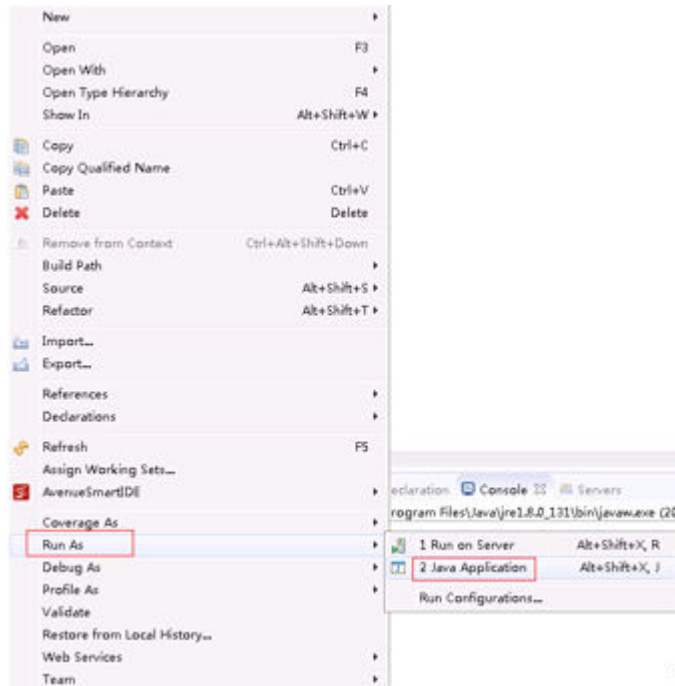 New
Open F3
Open With
Open Type Hierarchy F4
Show In Alt+Shift+W
Copy Ctrl+C
Copy Qualified Name
Paste Ctrl+V
Delete Delete
Remove from Context Ctrl+Alt+Shift+Down
Build Path
Source Alt+Shift+S
Refactor Alt+Shift+T
Import...
Export...
References
Declarations
Refresh F5
Assign Working Sets...
AvenueSmartIDE
Coverage As
Run As
Debug As
Profile As
Validate
Restore from Local History...
Web Services
Team
eclaration Console Servers
rogram Files\Java\jre1.8.0_131\bin\javaw.exe (20
1 Run on Server Alt+Shift+X, R
2 Java Application Alt+Shift+X, J
Run Configurations...